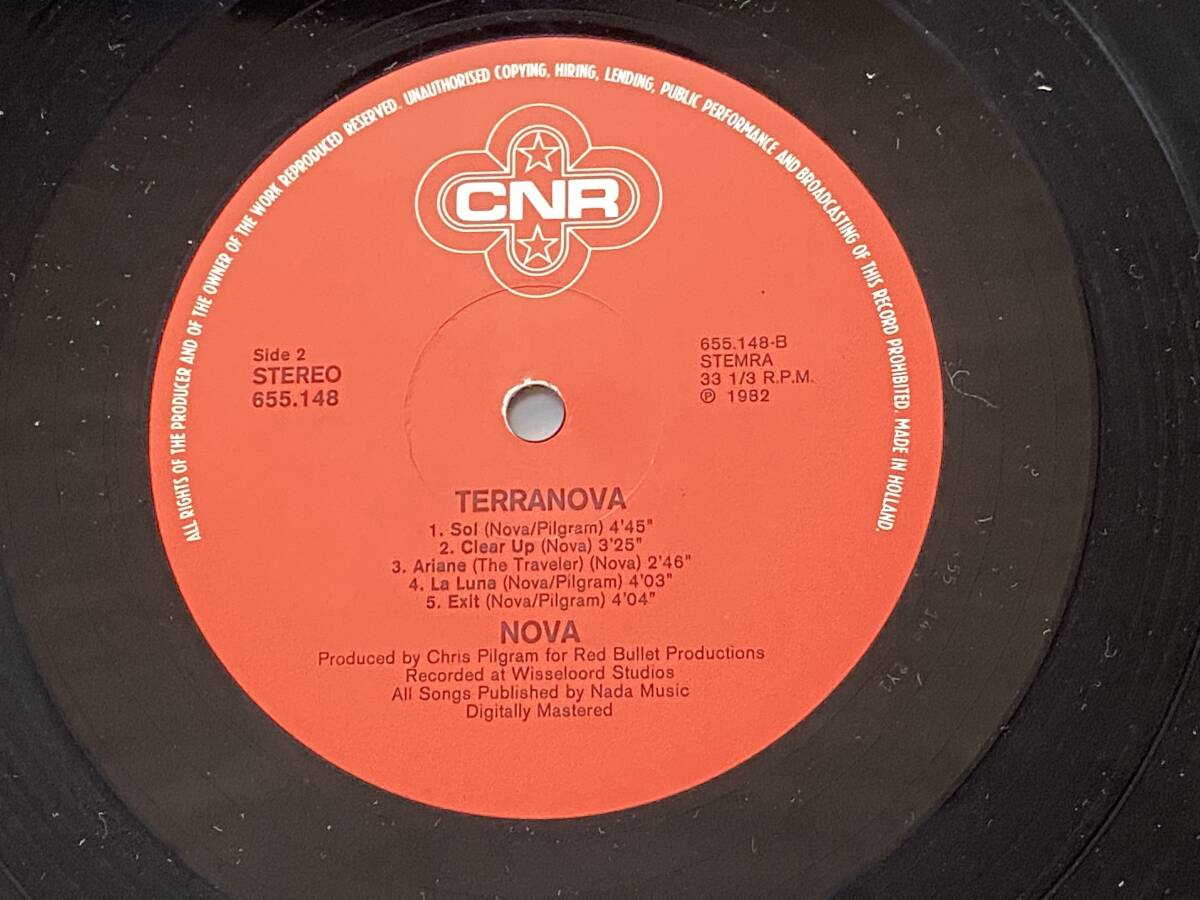 ALL RIGHTS OF THE PRODUCER AND OF THE OWNER OF THE WORK REPRODUCED RESERVED. UNAUTHORISED COPYING, HIRING, LENDING, PUBLIC PERFORMANCE AND BROADCASTING OF THIS RECORD PROHIBITED. MADE IN HOLLAND.
CNR
Side 2
STEREO
655.148
655.148-B
STEMRA
33 1/3 R.P.M.
℗ 1982
TERRANOVA
1. Sol (Nova/Pilgram) 4'45"
2. Clear Up (Nova) 3'25"
3. Ariane (The Traveler) (Nova) 2'46"
4. La Luna (Nova/Pilgram) 4'03"
5. Exit (Nova/Pilgram) 4'04"
NOVA
Produced by Chris Pilgram for Red Bullet Productions
Recorded at Wisseloord Studios
All Songs Published by Nada Music
Digitally Mastered